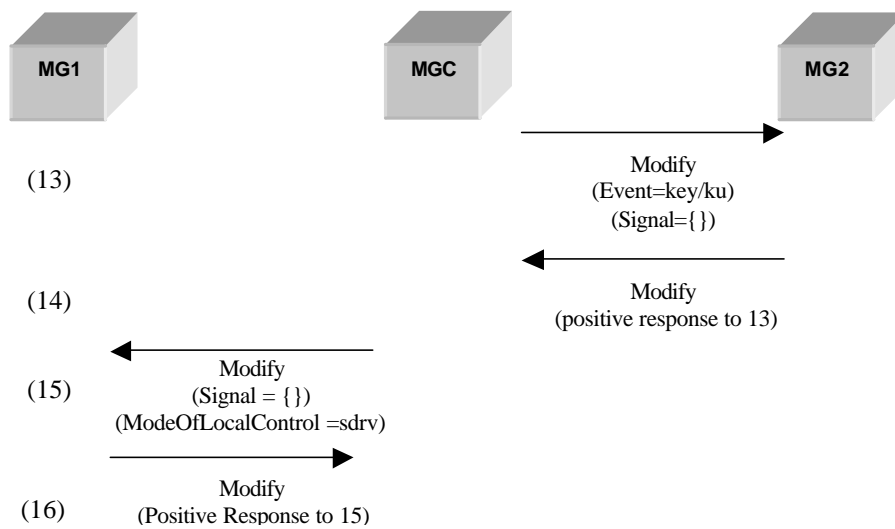 MG1
MGC
MG2
(13)
Modify
(Event=key/ku)
(Signal={})
(14)
Modify
(positive response to 13)
(15)
Modify
(Signal = {})
(ModeOfLocalControl =sdrv)
(16)
Modify
(Positive Response to 15)